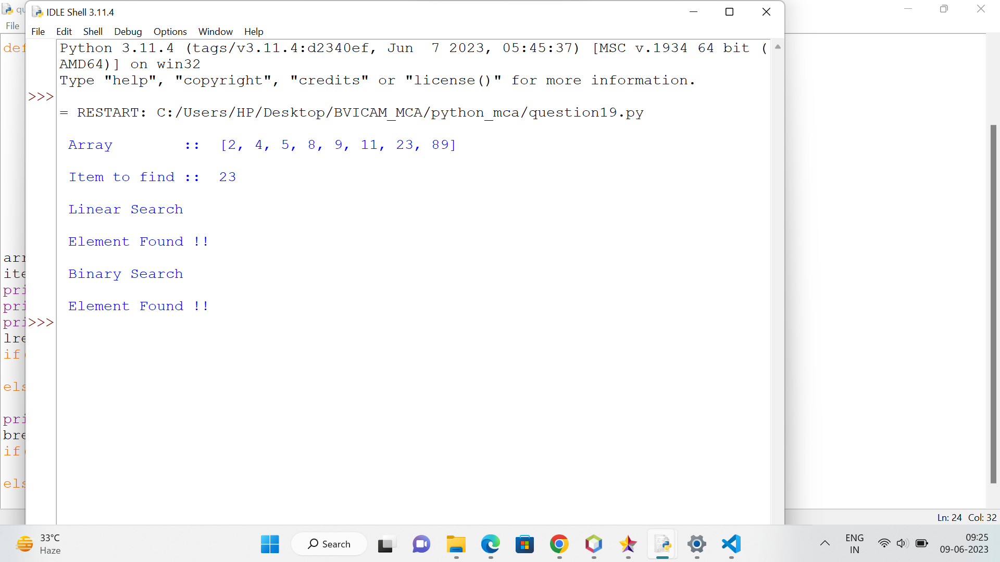 qu
File
IDLE Shell 3.11.4
File Edit Shell Debug Options Window Help
Python 3.11.4 (tags/v3.11.4:d2340ef, Jun  7 2023, 05:45:37) [MSC v.1934 64 bit (
AMD64)] on win32
Type "help", "copyright", "credits" or "license()" for more information.
>>>
= RESTART: C:/Users/HP/Desktop/BVICAM_MCA/python_mca/question19.py
Array        ::  [2, 4, 5, 8, 9, 11, 23, 89]
Item to find ::  23
Linear Search
Element Found !!
Binary Search
Element Found !!
>>>
def
arr
ite
pri
pri
pri
lre
if
els
pri
bre
if
els
Ln: 24 Col: 32
33°C
Haze
Search
ENG
IN
09:25
09-06-2023